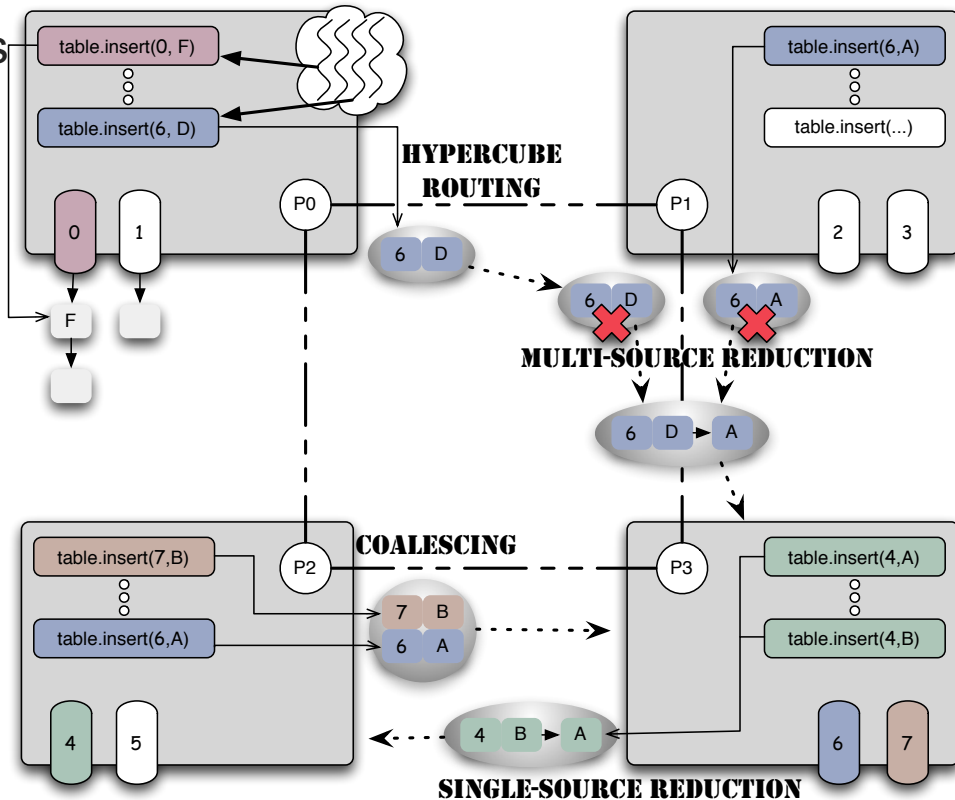 s
table.insert(0, F)
table.insert(6, D)
P0
0
1
F
HYPERCUBE
ROUTING
6 D
table.insert(6,A)
table.insert(...)
P1
2
3
6 D
6 A
MULTI-SOURCE REDUCTION
6 D A
table.insert(7,B)
table.insert(6,A)
P2
4
5
COALESCING
7 B
6 A
P3
table.insert(4,A)
table.insert(4,B)
6
7
4 B A
SINGLE-SOURCE REDUCTION